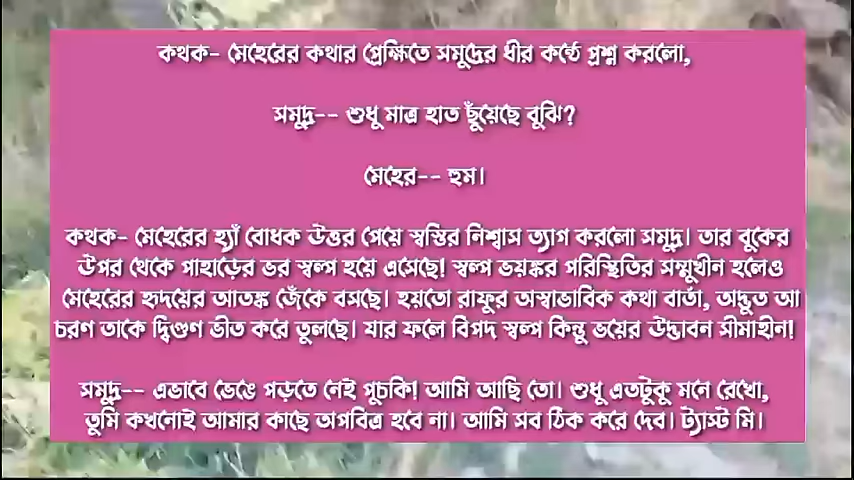 কথক- মেহেরের কথার প্রেক্ষিতে সমুদ্রের ধীর কন্ঠে প্রশ্ন করলো,
সমুদ্র-- শুধু মাত্র হাত ছুঁয়েছে বুঝি?
মেহের-- হুম।
কথক- মেহেরের হ্যাঁ বোধক উত্তর পেয়ে স্বস্তির নিশ্বাস ত্যাগ করলো সমুদ্র। তার বুকের
উপর থেকে পাহাড়ের ভর স্বল্প হয়ে এসেছে! স্বল্প ভয়ঙ্কর পরিস্থিতির সম্মুখীন হলেও
মেহেরের হৃদয়ের আতঙ্ক জেঁকে বসছে। হয়তো রাফুর অস্বাভাবিক কথা বার্তা, অদ্ভুত আ
চরণ তাকে দ্বিগুণ ভীত করে তুলছে। যার ফলে বিপদ স্বল্প কিন্তু ভয়ের উদ্ভাবন সীমাহীন!
সমুদ্র-- এভাবে ভেঙে পড়তে নেই পুচকি! আমি আছি তো। শুধু এতটুকু মনে রেখো,
তুমি কখনোই আমার কাছে অপবিত্র হবে না। আমি সব ঠিক করে দেব। ট্যাস্ট মি।